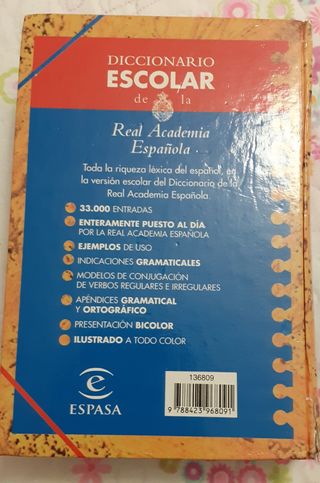 DICCIONARIO
ESCOLAR
de la
Real Academia
Española
Toda la riqueza léxica del español, en
la versión escolar del Diccionario de la
Real Academia Española.
33.000 ENTRADAS
ENTERAMENTE PUESTO AL DÍA
POR LA REAL ACADEMIA ESPAÑOLA
EJEMPLOS DE USO
INDICACIONES GRAMATICALES
MODELOS DE CONJUGACIÓN
DE VERBOS REGULARES E IRREGULARES
APÉNDICES GRAMATICAL
Y ORTOGRÁFICO
PRESENTACIÓN BICOLOR
ILUSTRADO A TODO COLOR
136809
9 788423 968091
ESPASA